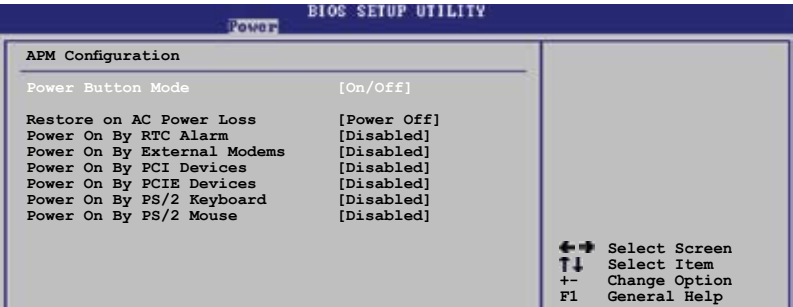 BIOS SETUP UTILITY
Power
APM Configuration
Power Button Mode [On/Off]
Restore on AC Power Loss [Power Off]
Power On By RTC Alarm [Disabled]
Power On By External Modems [Disabled]
Power On By PCI Devices [Disabled]
Power On By PCIE Devices [Disabled]
Power On By PS/2 Keyboard [Disabled]
Power On By PS/2 Mouse [Disabled]
←→ Select Screen
↑↓ Select Item
+- Change Option
F1 General Help